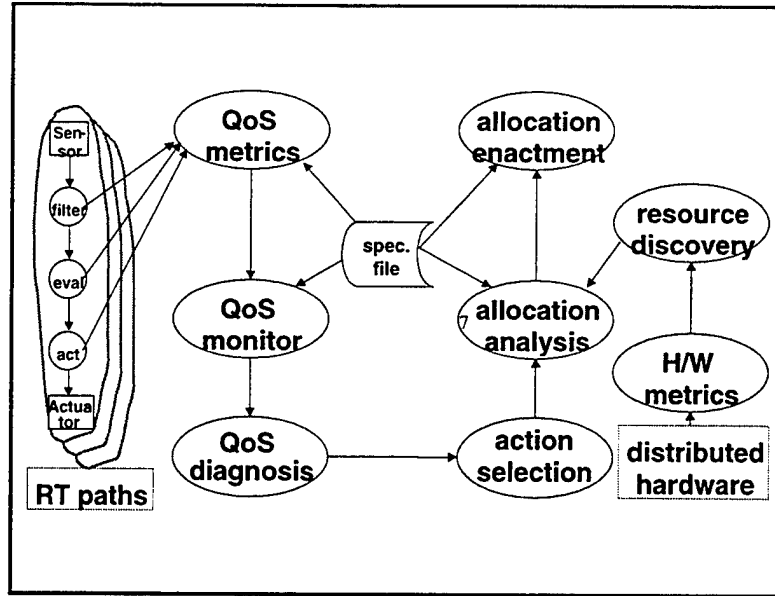 Sen-
sor
filter
eval
act
Actua
tor
RT paths
QoS
metrics
QoS
monitor
QoS
diagnosis
spec.
file
allocation
enactment
allocation
analysis
action
selection
resource
discovery
H/W
metrics
distributed
hardware